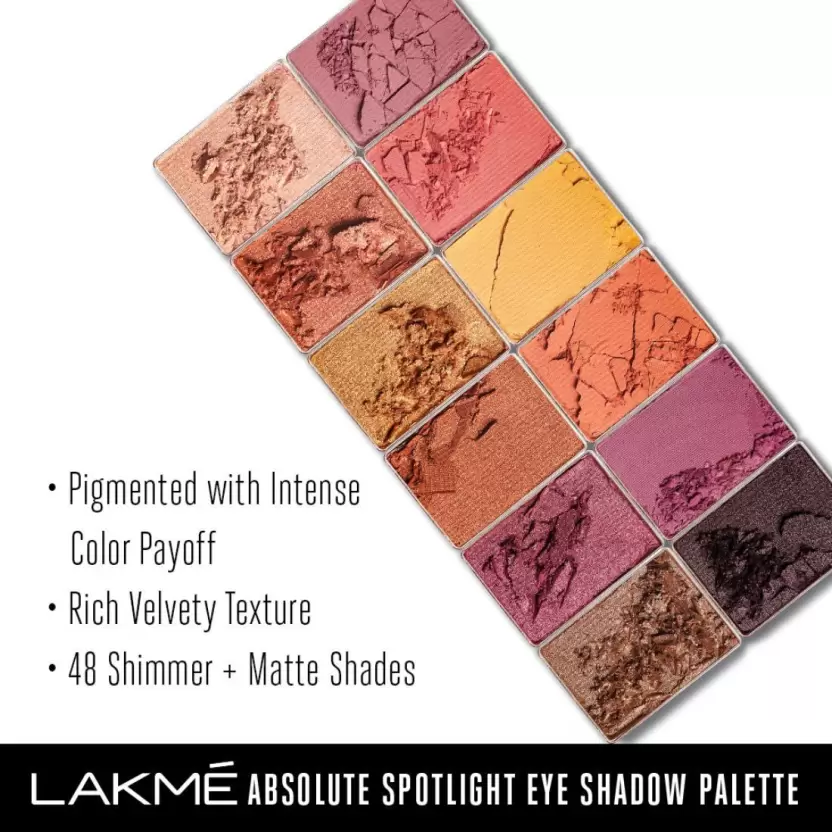 • Pigmented with Intense
Color Payoff
• Rich Velvety Texture
• 48 Shimmer + Matte Shades
LAKMÉ ABSOLUTE SPOTLIGHT EYE SHADOW PALETTE